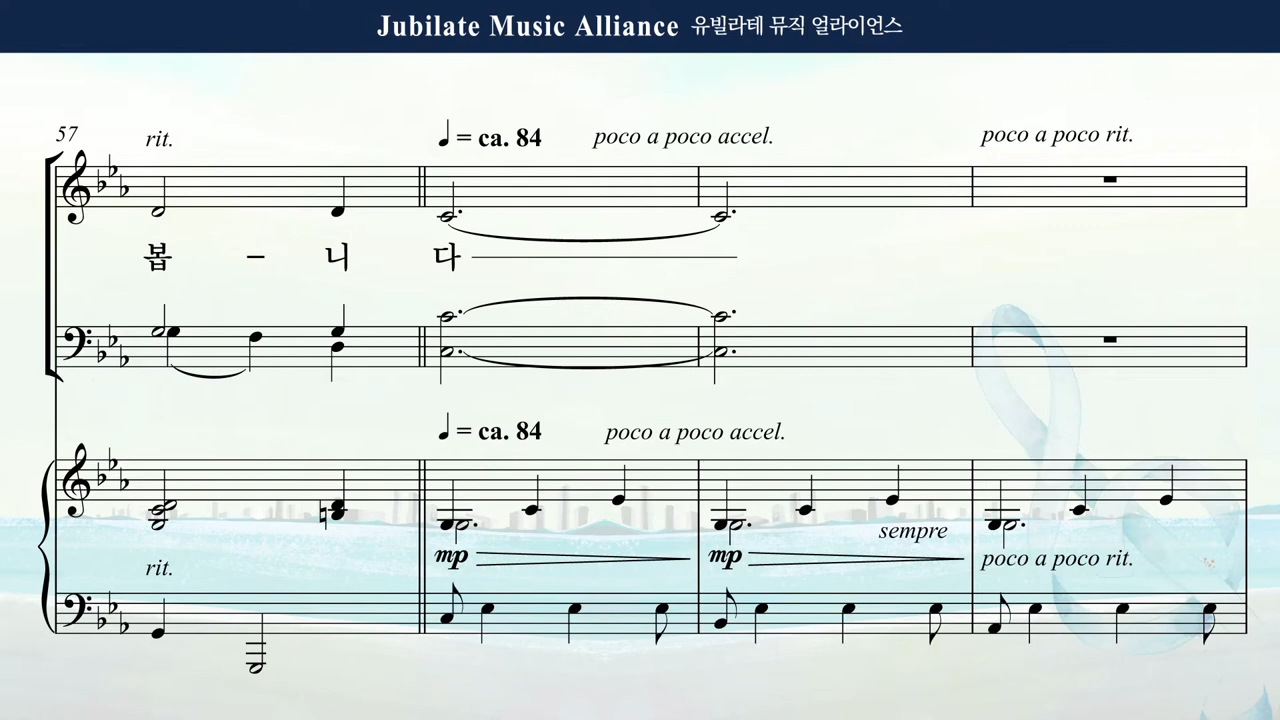 Jubilate Music Alliance 유빌라테 뮤직 얼라이언스
57 rit. ♩ = ca. 84 poco a poco accel. poco a poco rit.
봅 – 니 다
♩ = ca. 84 poco a poco accel.
sempre
rit. mp mp poco a poco rit.